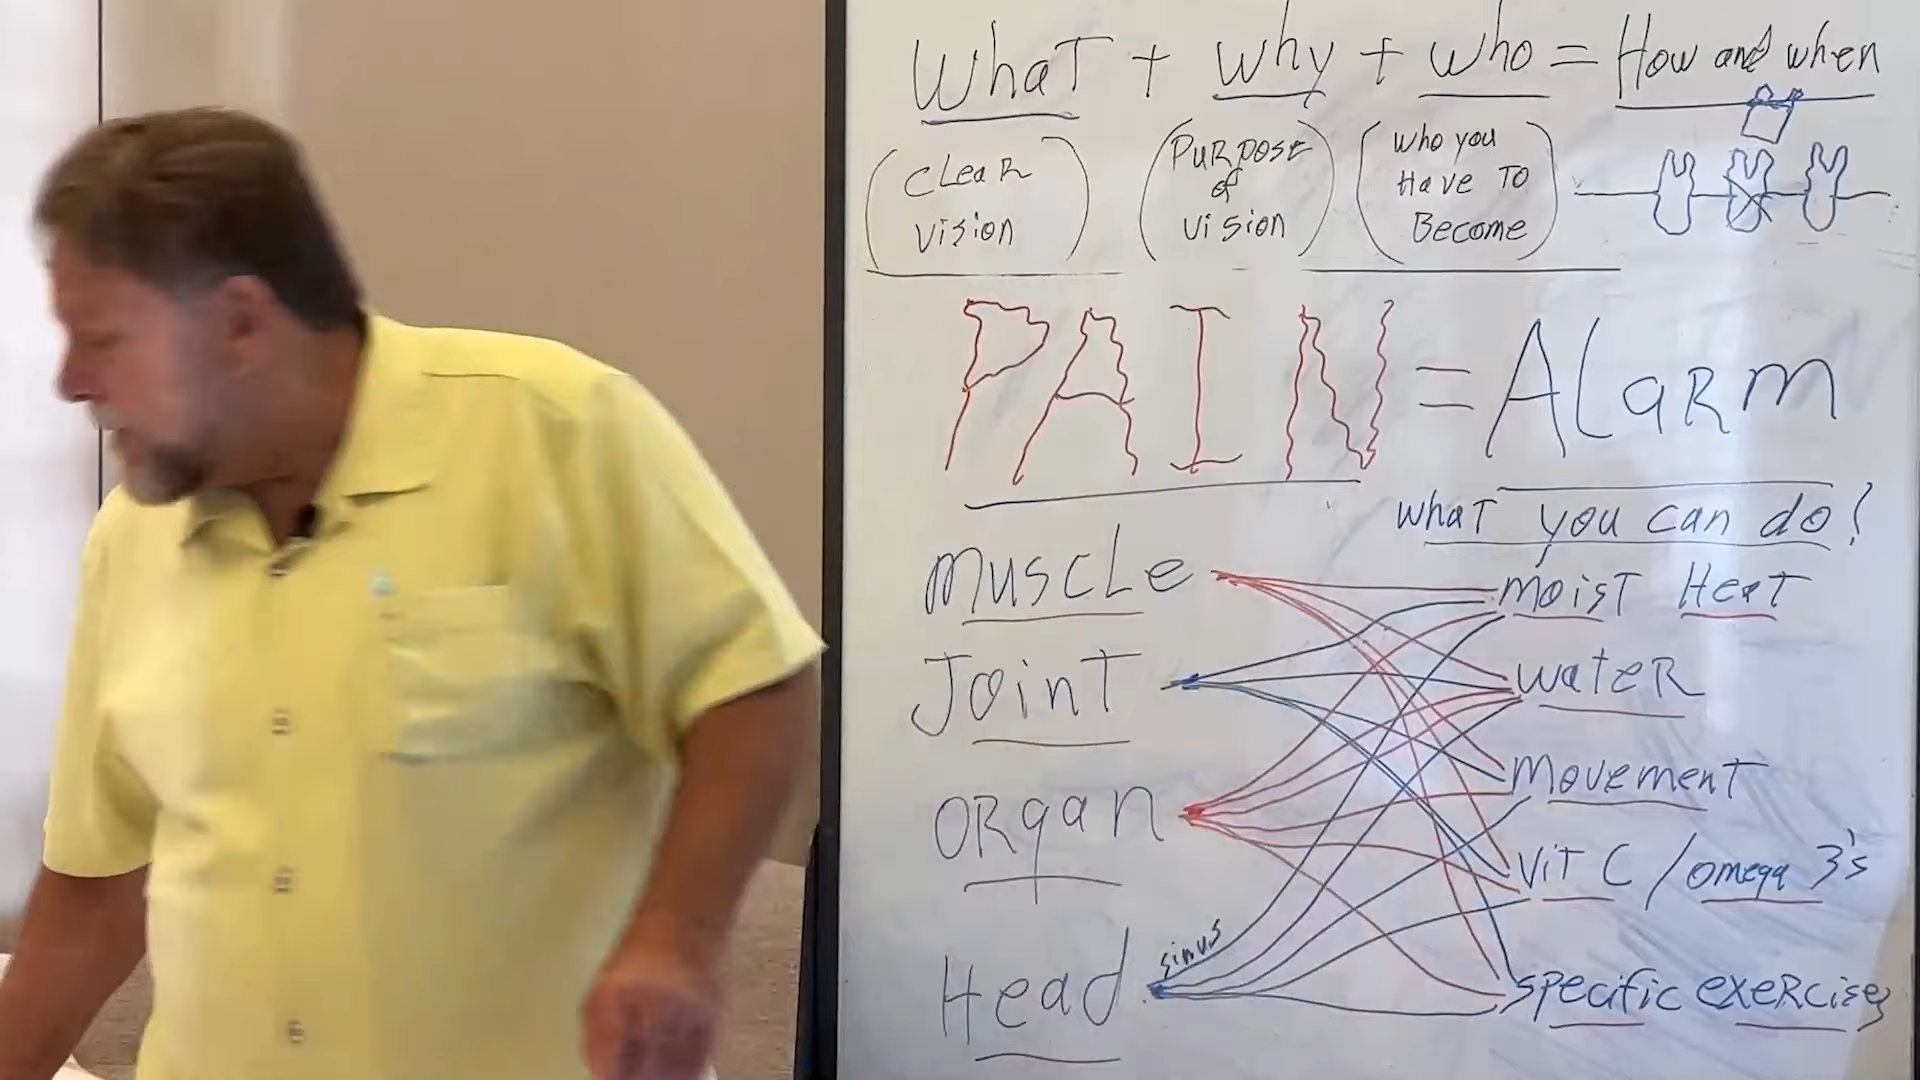 What + why + who = How and when
(Clear vision) (Purpose of vision) (Who you Have To Become)
PAIN = Alarm
what you can do?
muscle
moist Heat
Joint
water
organ
movement
sinus
vit C / omega 3's
Head
specific exercises